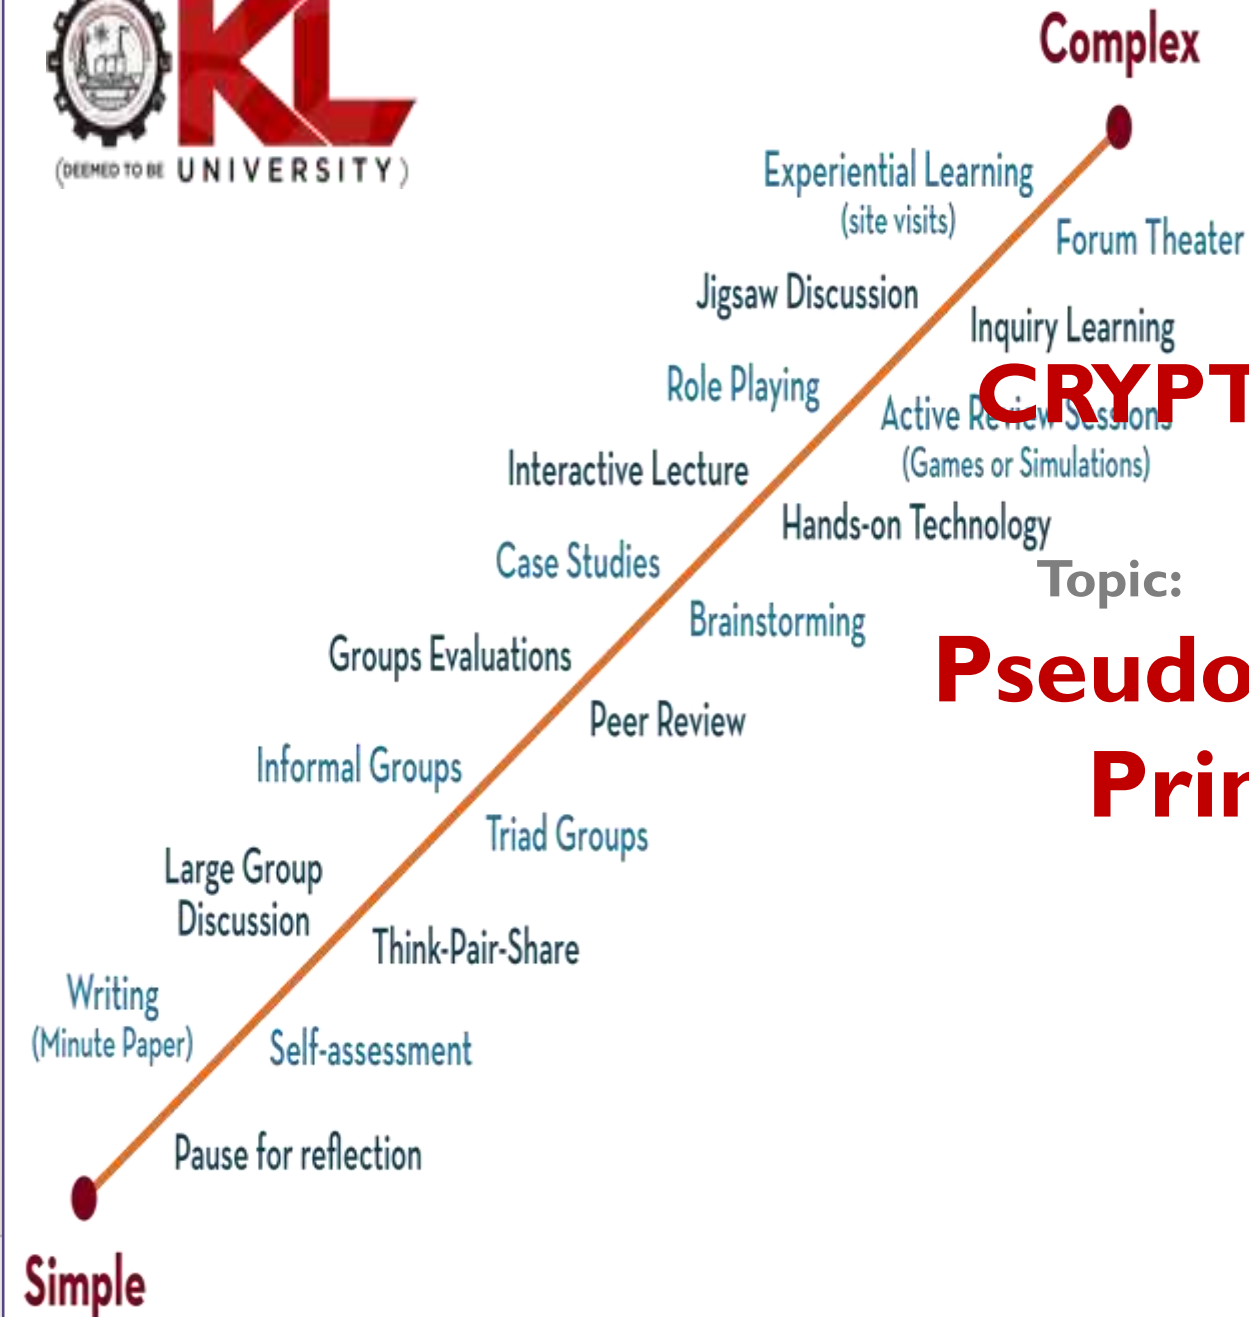 KL
(DEEMED TO BE UNIVERSITY)
Complex
Experiential Learning
(site visits)
Forum Theater
Jigsaw Discussion
Inquiry Learning
CRYPT
Role Playing
Active Review Sessions
(Games or Simulations)
Interactive Lecture
Hands-on Technology
Case Studies
Topic:
Brainstorming
Pseudo
Groups Evaluations
Peer Review
Informal Groups
Prin
Triad Groups
Large Group
Discussion
Think-Pair-Share
Writing
(Minute Paper)
Self-assessment
Pause for reflection
Simple